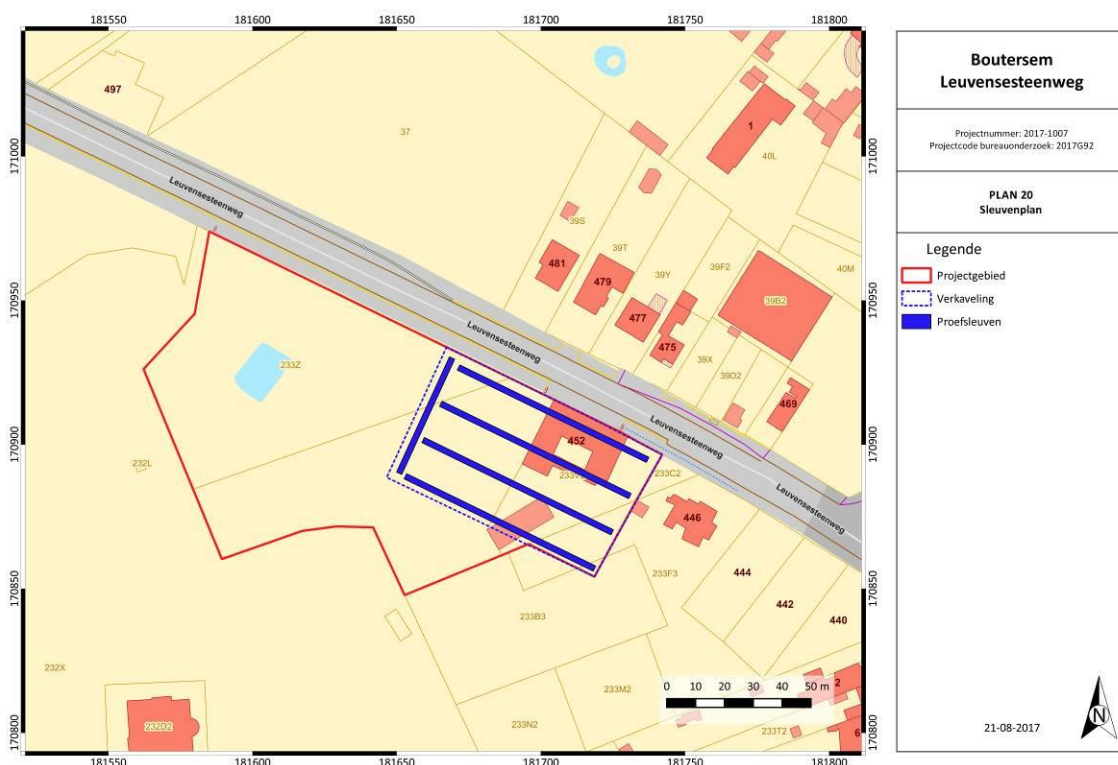 181550 181600 181650 181700 181750 181800
171000
170950
170900
170850
170800
497
37
1
40L
39S
39T
481
39Y
479
39F2
40M
39B2
477
475
39X
39D2
469
Leuvensesteenweg
Leuvensesteenweg
Leuvensesteenweg
Leuvensesteenweg
233Z
232L
452
233C2
446
233F3
444
442
440
233B3
232X
233M2
233N2
232D2
233T2
2
6
0 10 20 30 40 50 m
171000
170950
170900
170850
170800
181550 181600 181650 181700 181750 181800
Boutersem
Leuvensesteenweg
Projectnummer: 2017-1007
Projectcode bureauonderzoek: 2017G92
PLAN 20
Sleuvenplan
Legende
Projectgebied
Verkaveling
Proefsleuven
21-08-2017
N